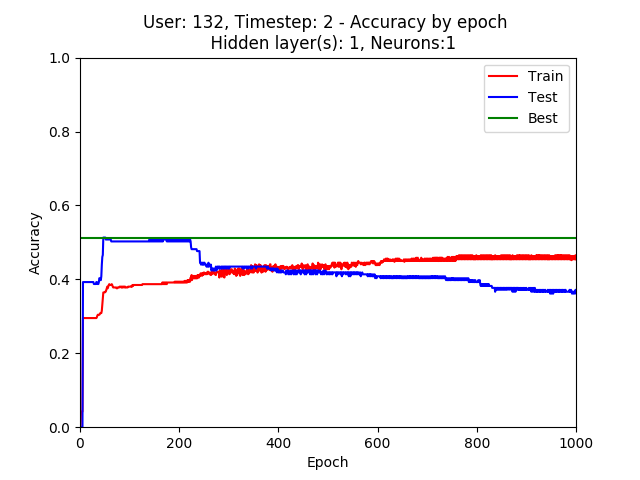 User: 132, Timestep: 2 - Accuracy by epoch
Hidden layer(s): 1, Neurons:1
1.0
0.8
0.6
0.4
0.2
0.0
Accuracy
Train
Test
Best
0 200 400 600 800 1000
Epoch